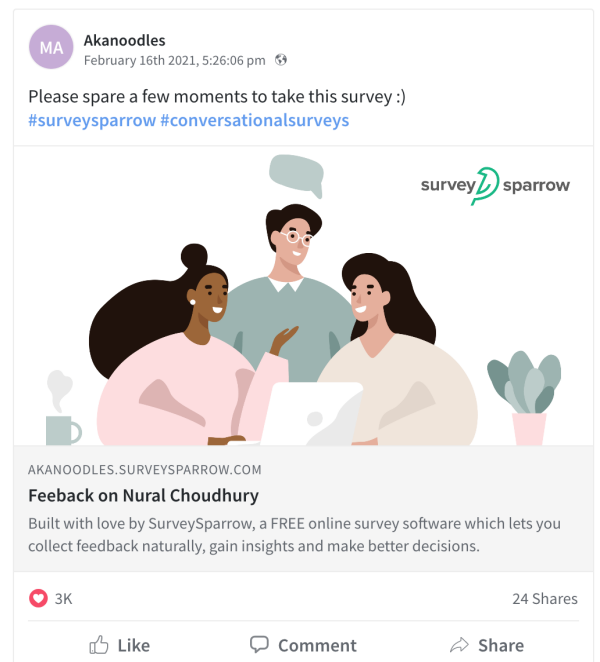 MA
Akanoodles
February 16th 2021, 5:26:06 pm
Please spare a few moments to take this survey :)
#surveysparrow #conversationalsurveys
survey sparrow
AKANOODLES.SURVEYSPARROW.COM
Feeback on Nural Choudhury
Built with love by SurveySparrow, a FREE online survey software which lets you
collect feedback naturally, gain insights and make better decisions.
3K
24 Shares
Like
Comment
Share